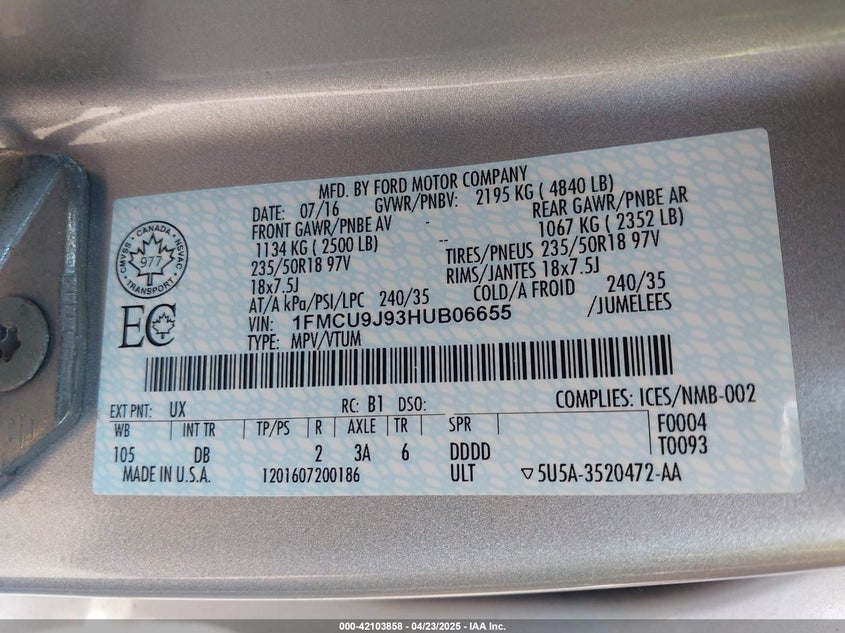 MFD. BY FORD MOTOR COMPANY
DATE: 07/16 GVWR/PNBV: 2195 KG ( 4840 LB)
FRONT GAWR/PNBE AV - REAR GAWR/PNBE AR
1134 KG ( 2500 LB) -- 1067 KG ( 2352 LB)
235/50R18 97V TIRES/PNEUS 235/50R18 97V
18x7.5J RIMS/JANTES 18x7.5J
AT/A kPa/PSI/LPC 240/35 COLD/A FROID 240/35
VIN: 1FMCU9J93HUB06655 /JUMELEES
TYPE: MPV/VTUM
CMVSS · CANADA · NSVAC · TRANSPORT ·
977
EC
EXT PNT: UX RC: B1 DSO: COMPLIES: ICES/NMB-002
WB INT TR TP/PS R AXLE TR SPR F0004
105 DB 2 3A 6 DDDD T0093
MADE IN U.S.A. 1201607200186 ULT ▽5U5A-3520472-AA
000-42103858 - 04/23/2025 - IAA Inc.